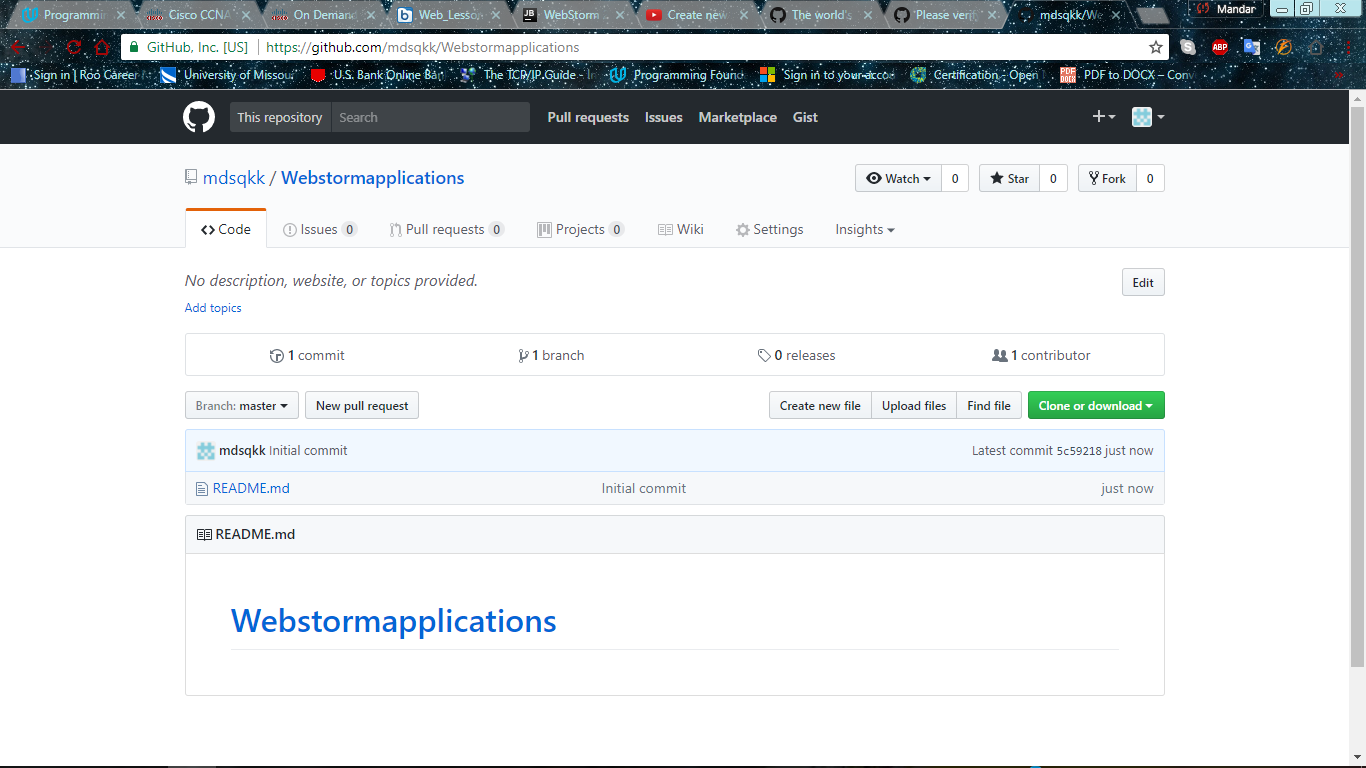 Programmin Cisco CCNA On Demand Web_Lesso WebStorm Create new The world's Please veri mdsqkk/We Mandar
GitHub, Inc. [US] https://github.com/mdsqkk/Webstormapplications
Sign in | Roo Career University of Missou U.S. Bank Online Ban The TCP/IP Guide - In Programming Found Sign in to your acco Certification - Open PDF to DOCX – Con
This repository Search Pull requests Issues Marketplace Gist
mdsqkk / Webstormapplications Watch 0 Star 0 Fork 0
Code Issues 0 Pull requests 0 Projects 0 Wiki Settings Insights
No description, website, or topics provided. Edit
Add topics
1 commit 1 branch 0 releases 1 contributor
Branch: master New pull request Create new file Upload files Find file Clone or download
mdsqkk Initial commit Latest commit 5c59218 just now
README.md Initial commit just now
README.md
Webstormapplications